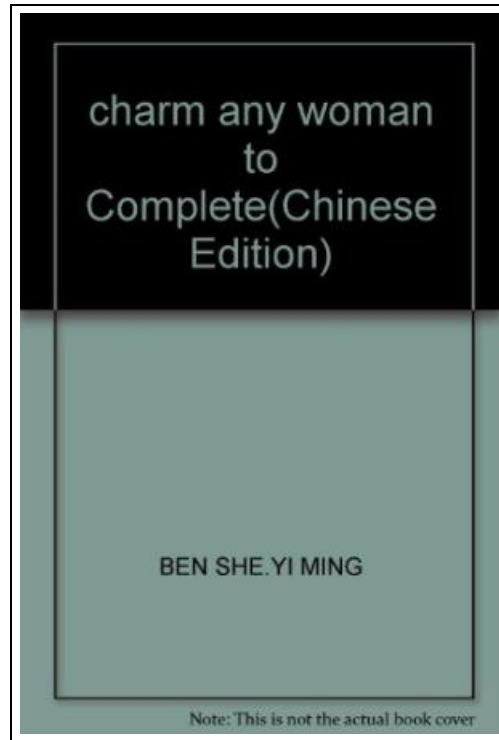 charm any woman
to
Complete(Chinese
Edition)
BEN SHE.YI MING
Note: This is not the actual book cover